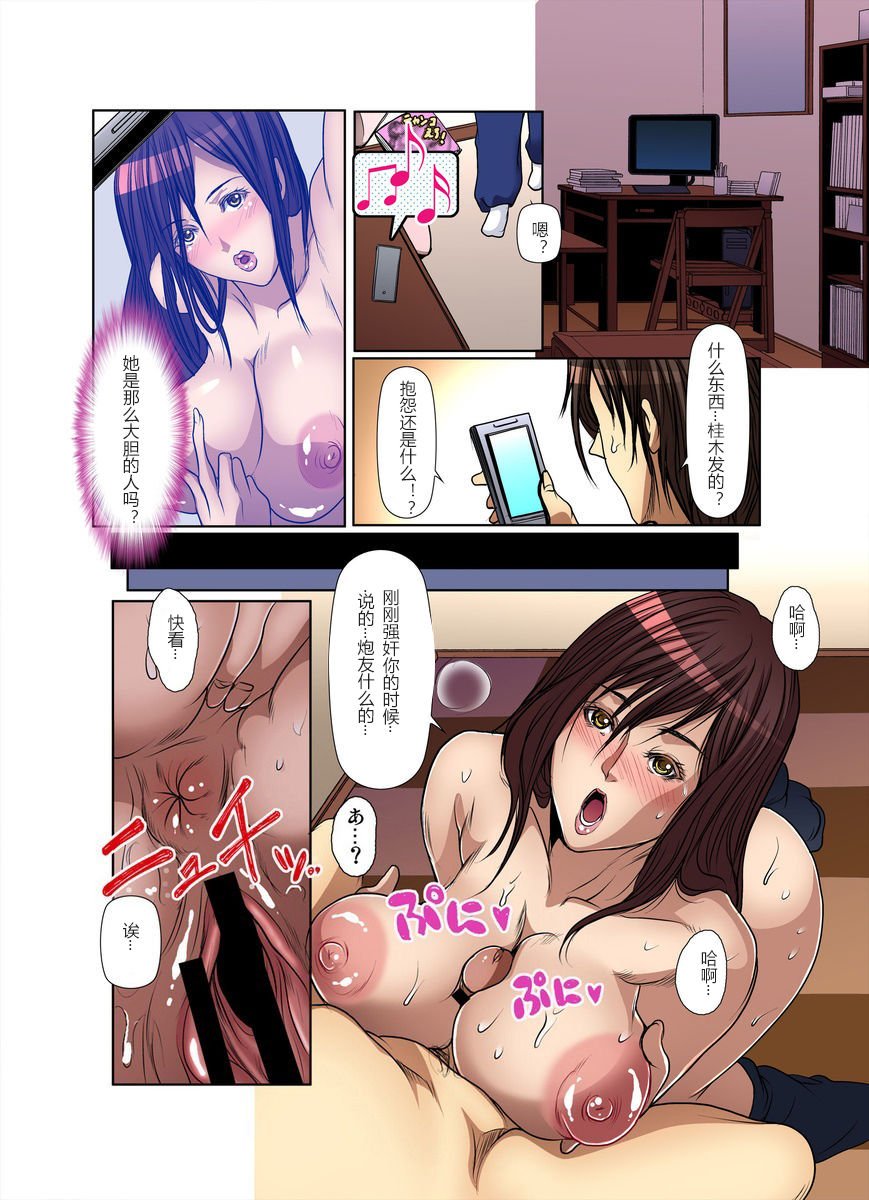 嗯?
什么东西…桂木发的?
抱怨还是什么!?
她是那么大胆的人吗?
哈啊…
刚刚强奸你的时候…
…说的…炮友什么的…
あ…?
ぷに♥
ぷに♥
哈啊…
快看…
ニュチッ‥
诶…